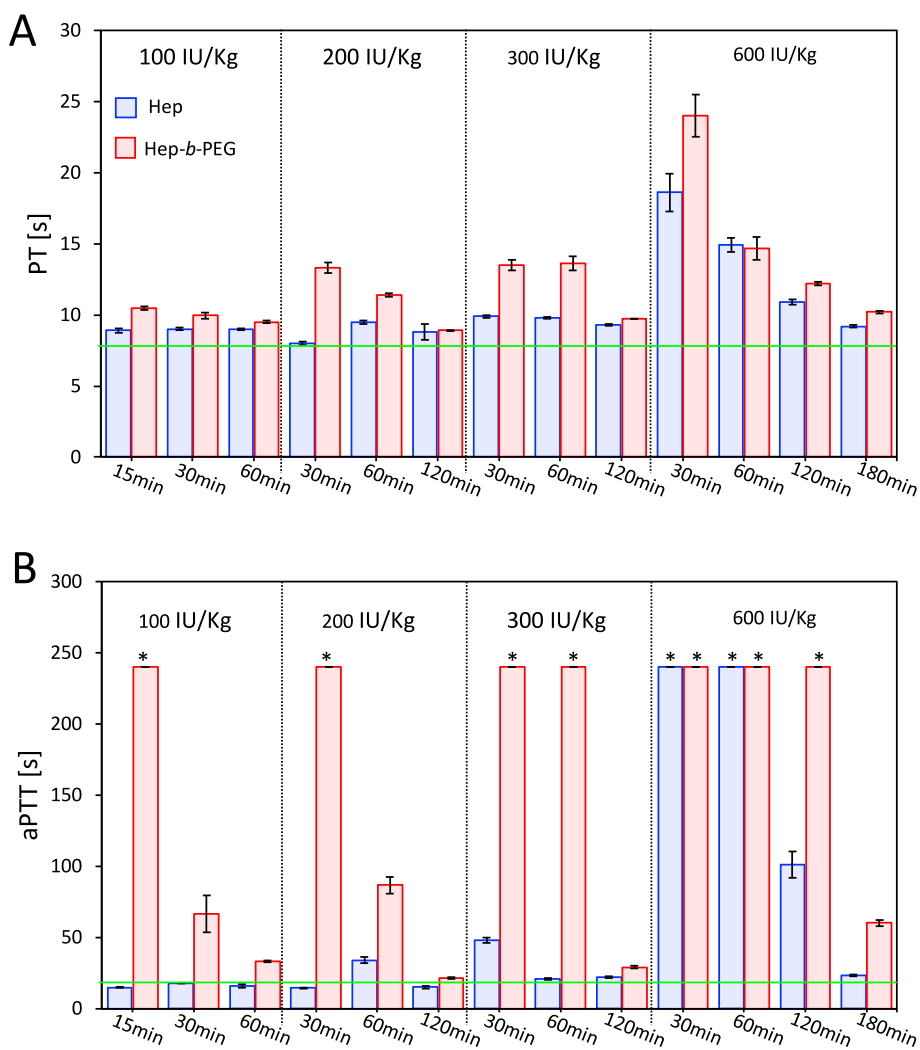 A
PT [s]
30
25
20
15
10
5
0
100 IU/Kg
200 IU/Kg
300 IU/Kg
600 IU/Kg
Hep
Hep-b-PEG
15min
30min
60min
30min
60min
120min
30min
60min
120min
30min
60min
120min
180min
B
aPTT [s]
300
250
200
150
100
50
0
100 IU/Kg
200 IU/Kg
300 IU/Kg
600 IU/Kg
* * * * * * * * *
15min
30min
60min
30min
60min
120min
30min
60min
120min
30min
60min
120min
180min